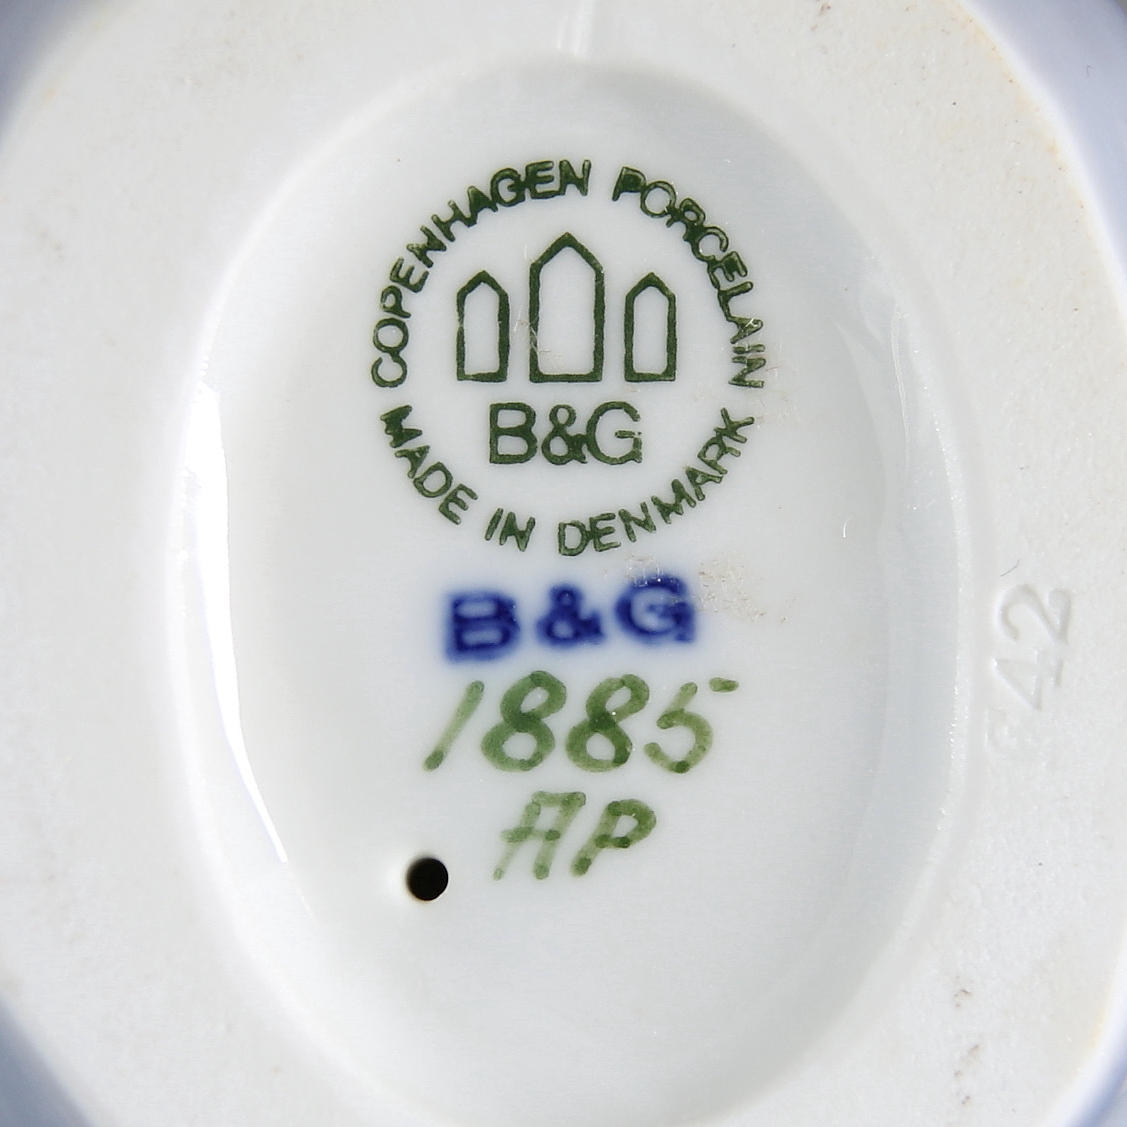 COPENHAGEN PORCELAIN
B&G
MADE IN DENMARK
B&G
1885
AP
42